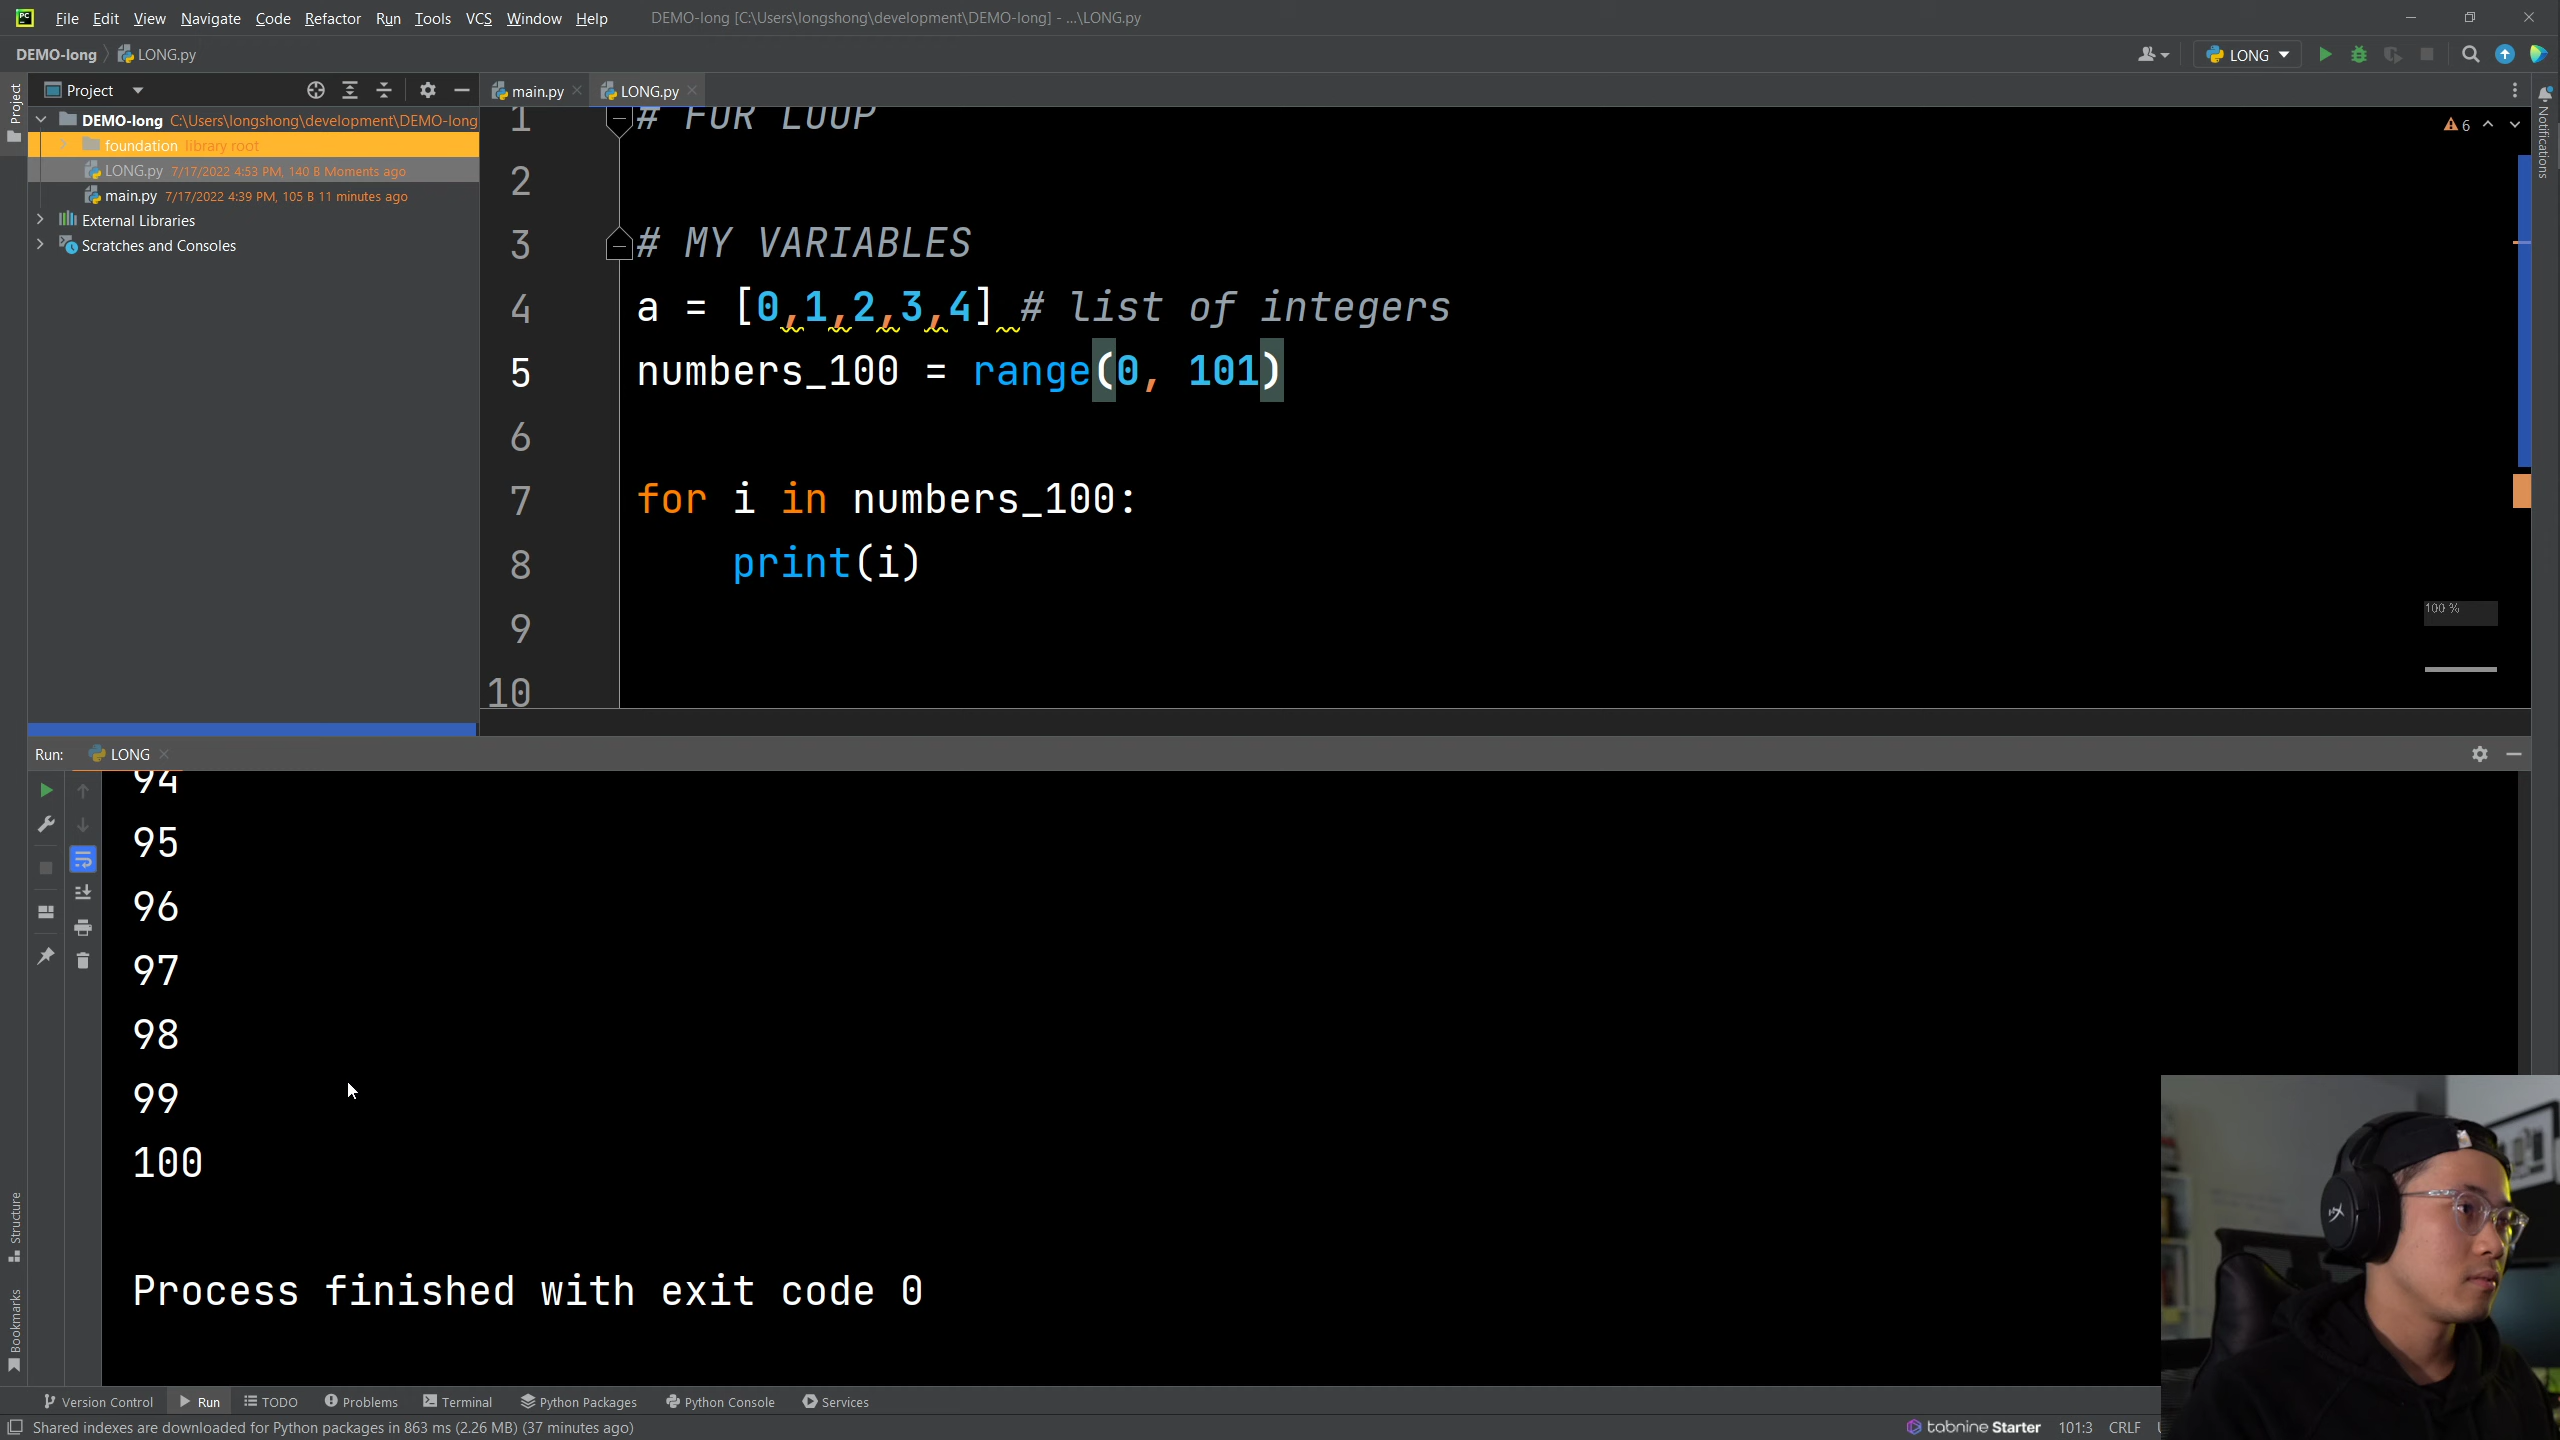 File Edit View Navigate Code Refactor Run Tools VCS Window Help DEMO-long [C:\Users\longshong\development\DEMO-long] - ...\LONG.py
DEMO-long LONG.py
LONG
Project
Project
main.py
LONG.py
Notifications
DEMO-long C:\Users\longshong\development\DEMO-long
foundation library root
LONG.py 7/17/2022 4:53 PM, 140 B Moments ago
main.py 7/17/2022 4:39 PM, 105 B 11 minutes ago
External Libraries
Scratches and Consoles
6
1 # FOR LOOP
2
3 # MY VARIABLES
4 a = [0,1,2,3,4] # list of integers
5 numbers_100 = range(0, 101)
6
7 for i in numbers_100:
8 print(i)
9
10
100 %
Run: LONG
94
95
96
97
98
99
100
Process finished with exit code 0
Structure
Bookmarks
Version Control Run TODO Problems Terminal Python Packages Python Console Services
Shared indexes are downloaded for Python packages in 863 ms (2.26 MB) (37 minutes ago)
tabnine Starter 101:3 CRLF